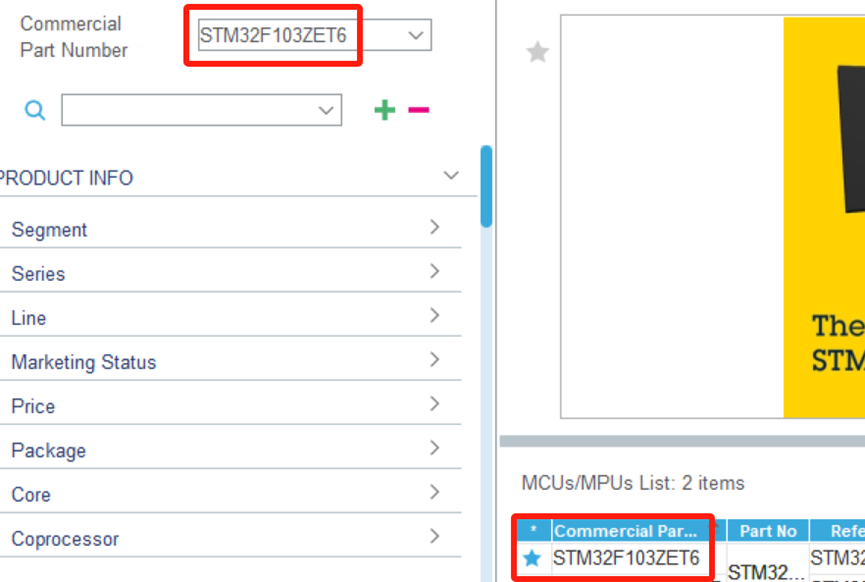 Commercial
Part Number
STM32F103ZET6
PRODUCT INFO
Segment
Series
Line
Marketing Status
Price
Package
Core
Coprocessor
The
STM
MCUs/MPUs List: 2 items
* Commercial Par... Part No Refe
STM32F103ZET6 STM32... STM32